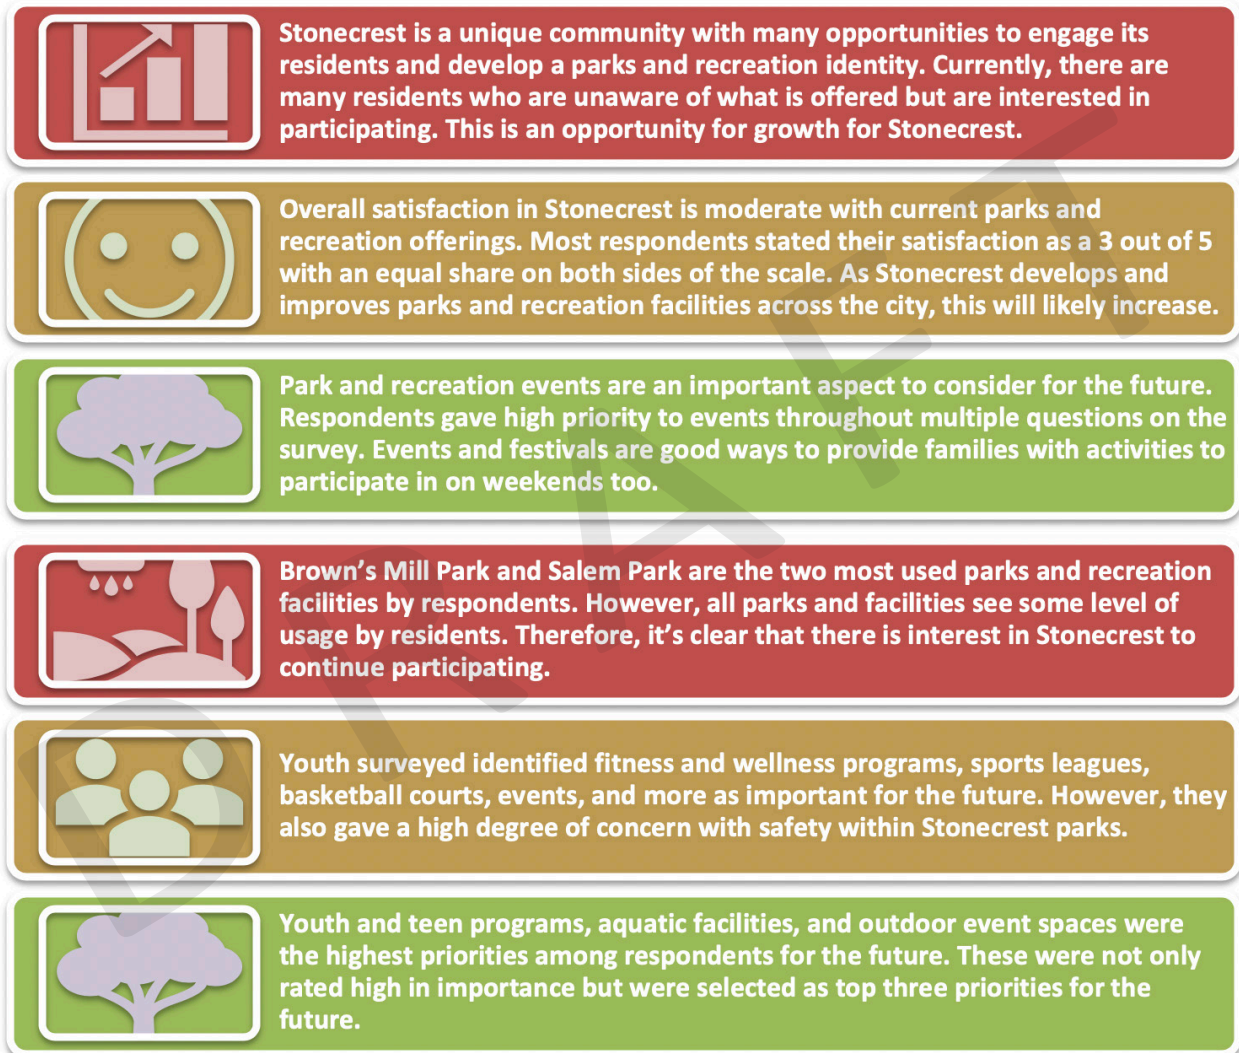 Stonecrest is a unique community with many opportunities to engage its
residents and develop a parks and recreation identity. Currently, there are
many residents who are unaware of what is offered but are interested in
participating. This is an opportunity for growth for Stonecrest.
Overall satisfaction in Stonecrest is moderate with current parks and
recreation offerings. Most respondents stated their satisfaction as a 3 out of 5
with an equal share on both sides of the scale. As Stonecrest develops and
improves parks and recreation facilities across the city, this will likely increase.
Park and recreation events are an important aspect to consider for the future.
Respondents gave high priority to events throughout multiple questions on the
survey. Events and festivals are good ways to provide families with activities to
participate in on weekends too.
Brown's Mill Park and Salem Park are the two most used parks and recreation
facilities by respondents. However, all parks and facilities see some level of
usage by residents. Therefore, it's clear that there is interest in Stonecrest to
continue participating.
Youth surveyed identified fitness and wellness programs, sports leagues,
basketball courts, events, and more as important for the future. However, they
also gave a high degree of concern with safety within Stonecrest parks.
Youth and teen programs, aquatic facilities, and outdoor event spaces were
the highest priorities among respondents for the future. These were not only
rated high in importance but were selected as top three priorities for the
future.
DRAFT